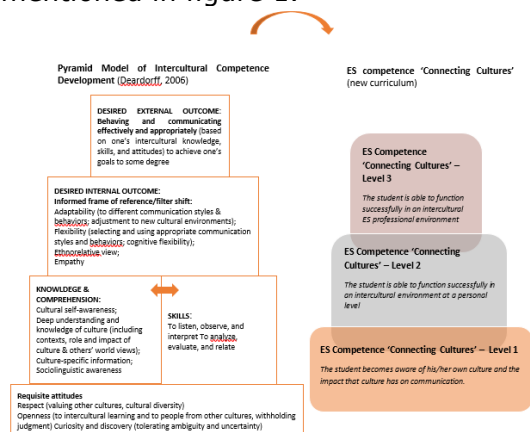 mentioned in figure 1.
Pyramid Model of Intercultural Competence
Development (Deardorff, 2006)
DESIRED EXTERNAL OUTCOME:
Behaving and communicating
effectively and appropriately (based
on one's intercultural knowledge,
skills, and attitudes) to achieve one's
goals to some degree
DESIRED INTERNAL OUTCOME:
Informed frame of reference/filter shift:
Adaptability (to different communication styles &
behaviors; adjustment to new cultural environments);
Flexibility (selecting and using appropriate communication
styles and behaviors; cognitive flexibility);
Ethnorelative view;
Empathy
KNOWLDEGE &
COMPREHENSION:
Cultural self-awareness;
Deep understanding and
knowledge of culture (including
contexts, role and impact of
culture & others' world views);
Culture-specific information;
Sociolinguistic awareness
SKILLS:
To listen, observe, and
interpret To analyze,
evaluate, and relate
Requisite attitudes
Respect (valuing other cultures, cultural diversity)
Openness (to intercultural learning and to people from other cultures, withholding
judgment) Curiosity and discovery (tolerating ambiguity and uncertainty)
ES competence 'Connecting Cultures'
(new curriculum)
ES Competence
'Connecting Cultures' –
Level 3
The student is able to function
successfully in an intercultural
ES professional environment
ES Competence 'Connecting
Cultures' – Level 2
The student is able to function successfully in
an intercultural environment at a personal
level
ES Competence 'Connecting Cultures' – Level 1
The student becomes aware of his/her own culture and the
impact that culture has on communication.